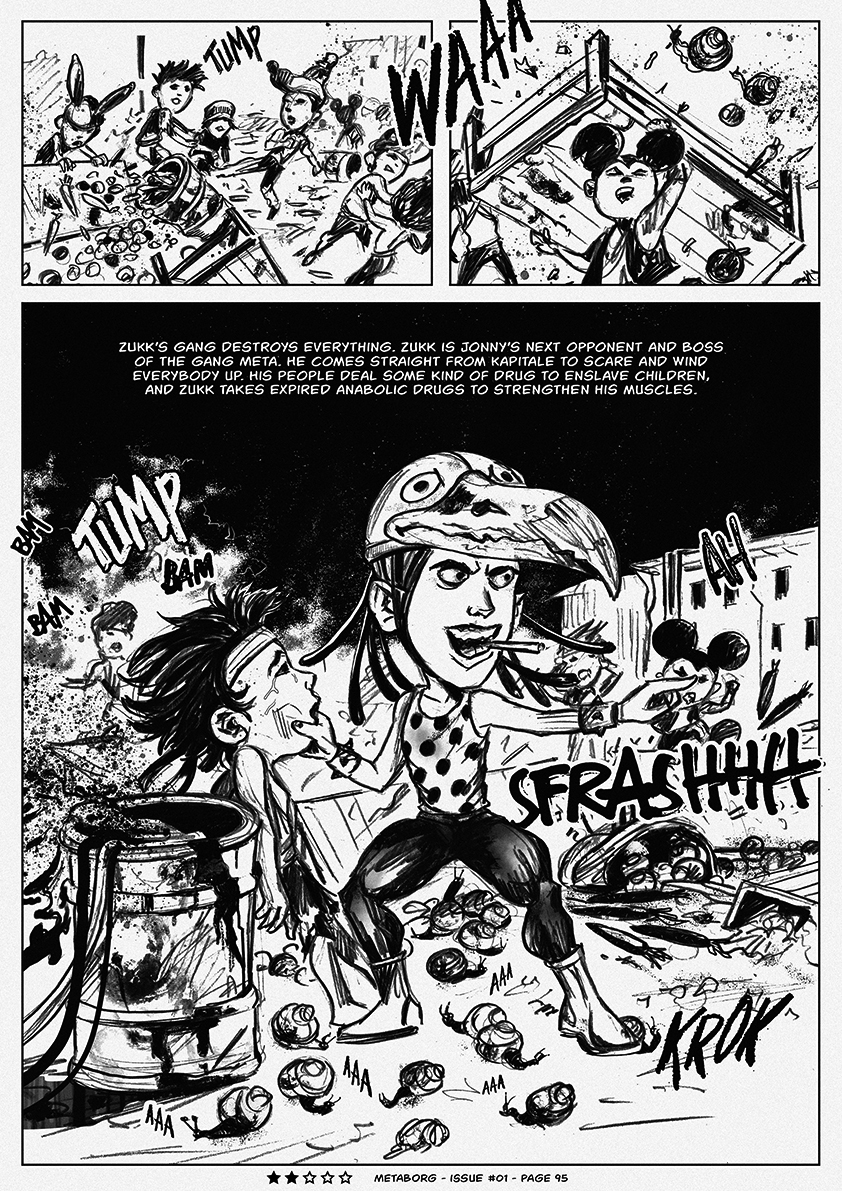 TUMP
WAAA
ZUKK
ZUKK'S GANG DESTROYS EVERYTHING. ZUKK IS JONNY'S NEXT OPPONENT AND BOSS
OF THE GANG META. HE COMES STRAIGHT FROM KAPITALE TO SCARE AND WIND
EVERYBODY UP. HIS PEOPLE DEAL SOME KIND OF DRUG TO ENSLAVE CHILDREN,
AND ZUKK TAKES EXPIRED ANABOLIC DRUGS TO STRENGTHEN HIS MUSCLES.
BAM
TUMP
BAM
BAM
AH
SFRASHHH
AAA
KROK
AAA
AAA
AAA
METABORG - ISSUE #01 - PAGE 95